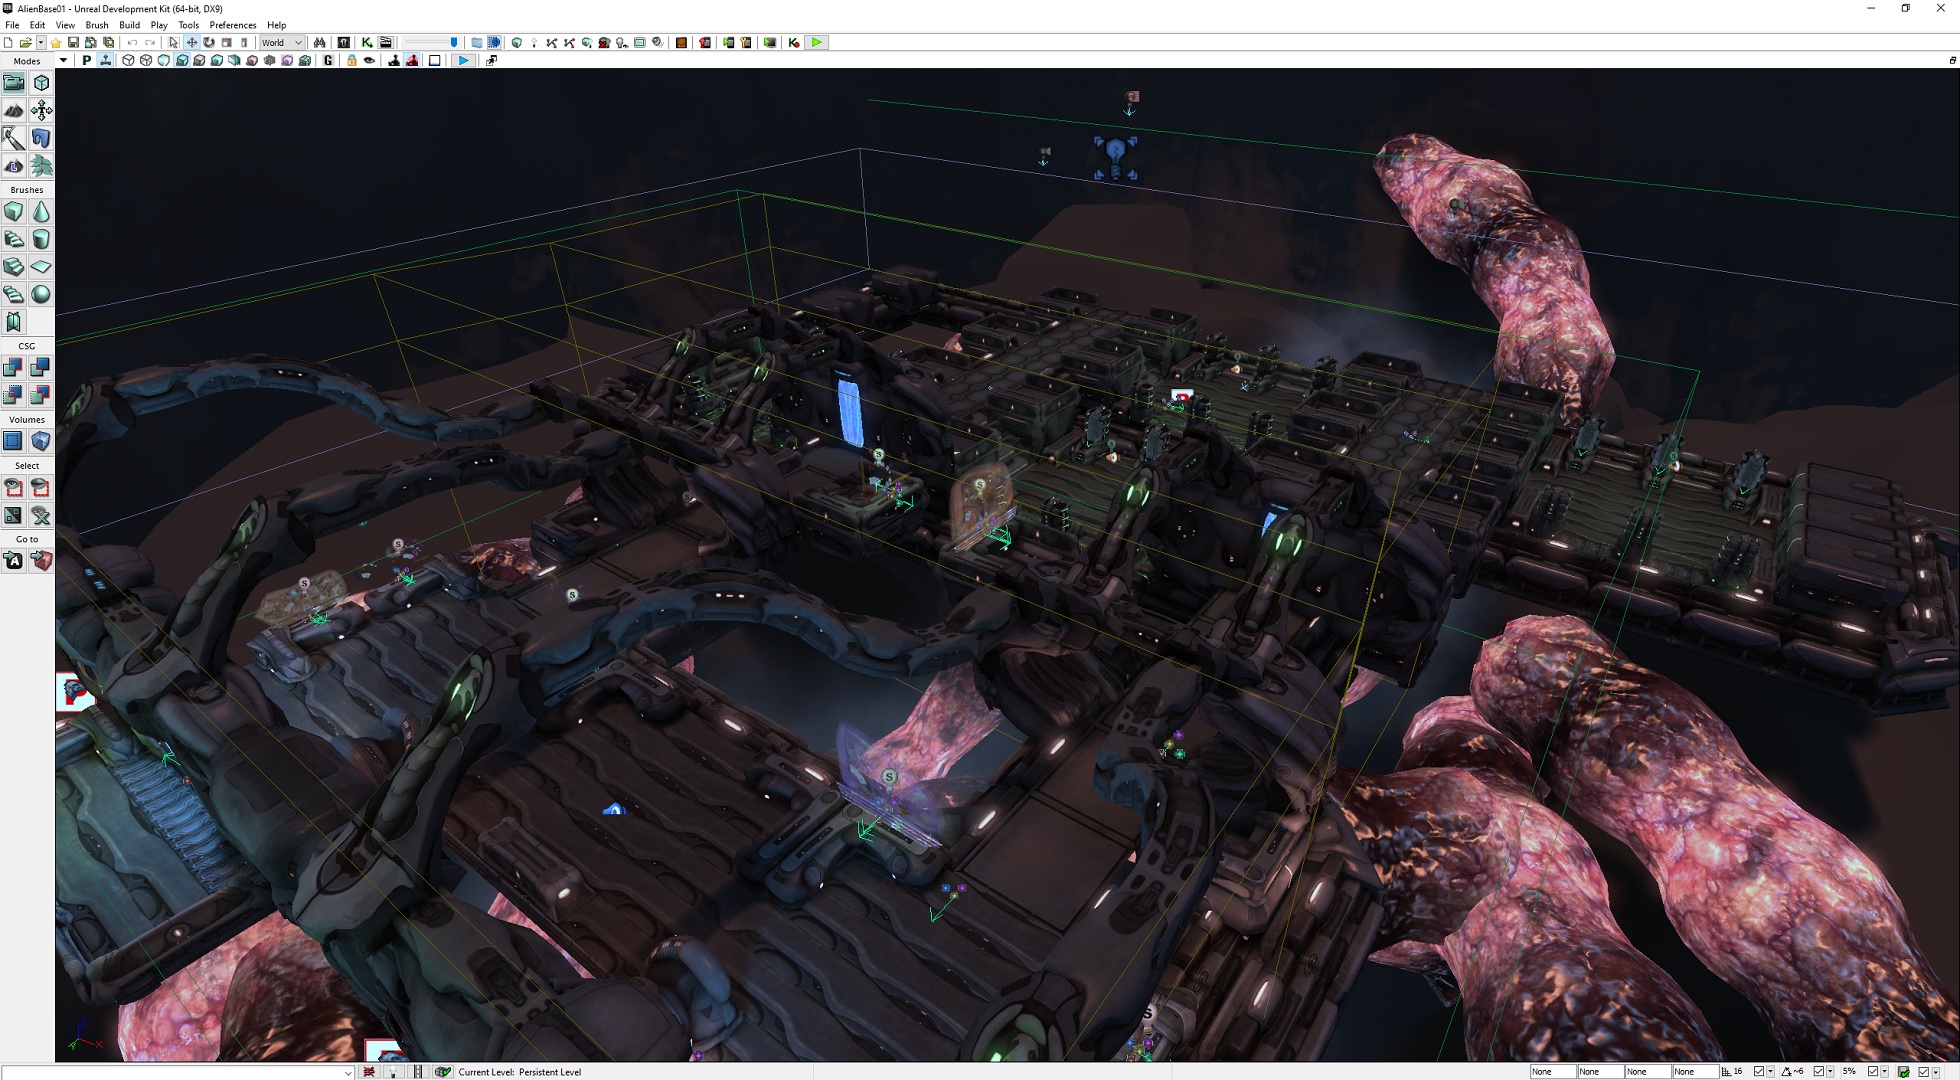 AlienBase01 - Unreal Development Kit (64-bit, DX9)
File Edit View Brush Build Play Tools Preferences Help
World
Modes
P
G
Brushes
CSG
Volumes
Select
Go to
S
S
S
S
S
S
S
Current Level: Persistent Level
None None None None 16 ~6 5%